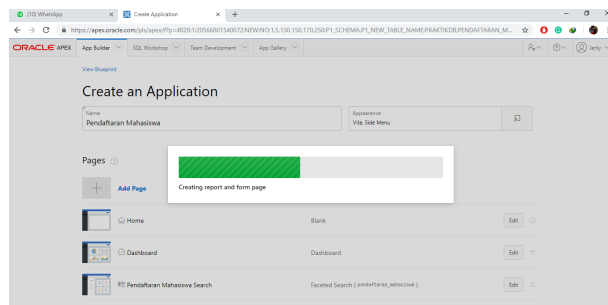 (10) WhatsApp
Create Application
https://apex.oracle.com/pls/apex/f?p=4020:1:205668015400 72:NEW:NO:1,5,130,150,170,250:P1_SCHEMA,P1_NEW_TABLE_NAME:PRAKTIKDB,PENDAFTARAN_M...
ORACLE APEX App Builder SQL Workshop Team Development App Gallery Jenly
View Blueprint
Create an Application
Name
Pendaftaran Mahasiswa
Appearance
Vita, Side Menu
Pages
Add Page
Creating report and form page
Home Blank Edit
Dashboard Dashboard Edit
Pendaftaran Mahasiswa Search Faceted Search ( pendaftaran_mahasiswa ) Edit